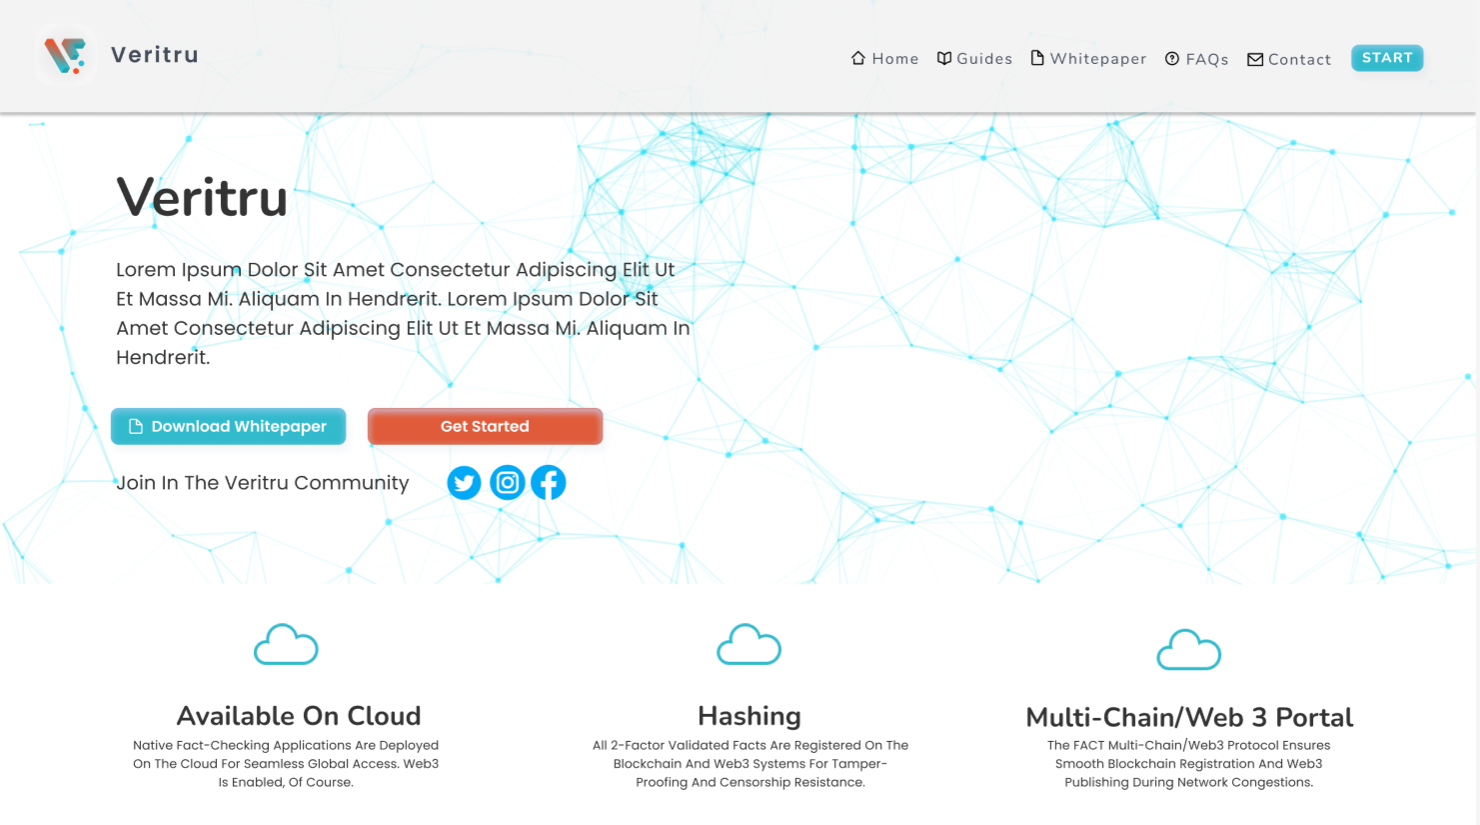 Veritru
Home Guides Whitepaper FAQs Contact START
Veritru
Lorem Ipsum Dolor Sit Amet Consectetur Adipiscing Elit Ut
Et Massa Mi. Aliquam In Hendrerit. Lorem Ipsum Dolor Sit
Amet Consectetur Adipiscing Elit Ut Et Massa Mi. Aliquam In
Hendrerit.
Download Whitepaper Get Started
Join In The Veritru Community
Available On Cloud
Native Fact-Checking Applications Are Deployed
On The Cloud For Seamless Global Access. Web3
Is Enabled, Of Course.
Hashing
All 2-Factor Validated Facts Are Registered On The
Blockchain And Web3 Systems For Tamper-
Proofing And Censorship Resistance.
Multi-Chain/Web 3 Portal
The FACT Multi-Chain/Web3 Protocol Ensures
Smooth Blockchain Registration And Web3
Publishing During Network Congestions.